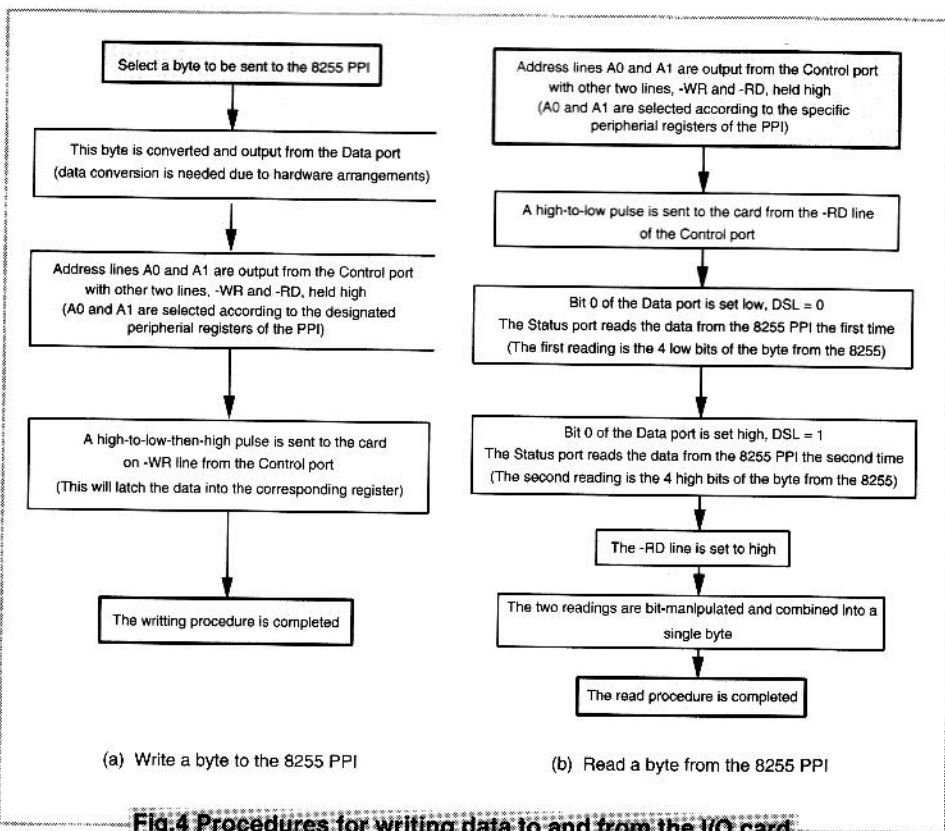 Select a byte to be sent to the 8255 PPI
This byte is converted and output from the Data port
(data conversion is needed due to hardware arrangements)
Address lines A0 and A1 are output from the Control port
with other two lines, -WR and -RD, held high
(A0 and A1 are selected according to the designated
peripherial registers of the PPI)
A high-to-low-then-high pulse is sent to the card
on -WR line from the Control port
(This will latch the data into the corresponding register)
The writting procedure is completed
(a) Write a byte to the 8255 PPI
Address lines A0 and A1 are output from the Control port
with other two lines, -WR and -RD, held high
(A0 and A1 are selected according to the specific
peripherial registers of the PPI)
A high-to-low pulse is sent to the card from the -RD line
of the Control port
Bit 0 of the Data port is set low, DSL = 0
The Status port reads the data from the 8255 PPI the first time
(The first reading is the 4 low bits of the byte from the 8255)
Bit 0 of the Data port is set high, DSL = 1
The Status port reads the data from the 8255 PPI the second time
(The second reading is the 4 high bits of the byte from the 8255)
The -RD line is set to high
The two readings are bit-manipulated and combined into a
single byte
The read procedure is completed
(b) Read a byte from the 8255 PPI
Fig.4 Procedures for writing data to and from the I/O card